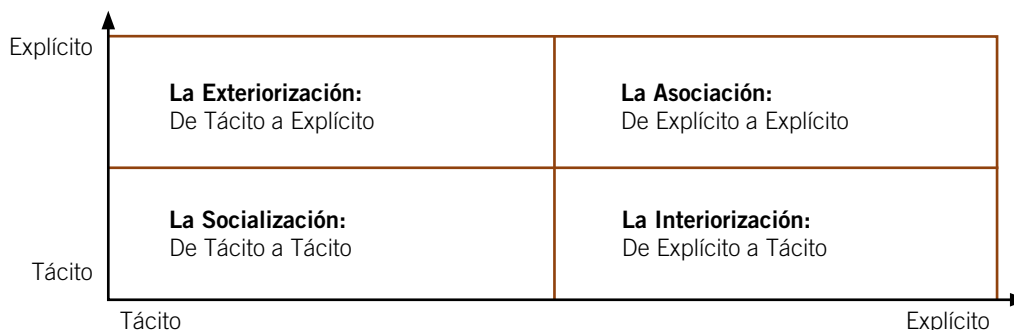 Explícito
La Exteriorización:
De Tácito a Explícito
La Asociación:
De Explícito a Explícito
La Socialización:
De Tácito a Tácito
La Interiorización:
De Explícito a Tácito
Tácito
Tácito
Explícito